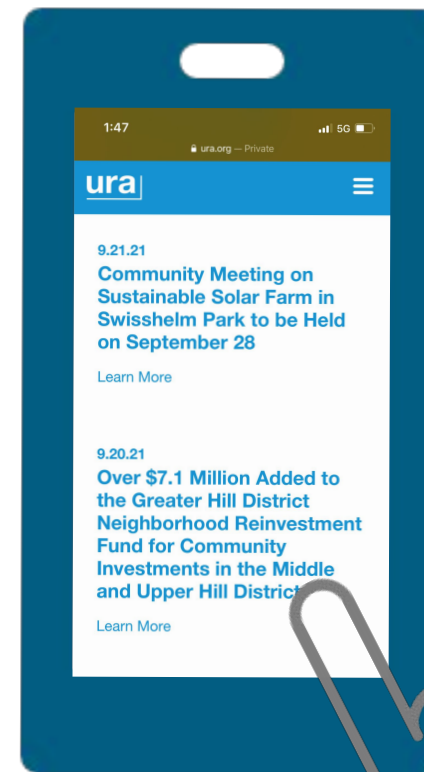 1:47
5G
ura.org — Private
ura
9.21.21
Community Meeting on
Sustainable Solar Farm in
Swisshelm Park to be Held
on September 28
Learn More
9.20.21
Over $7.1 Million Added to
the Greater Hill District
Neighborhood Reinvestment
Fund for Community
Investments in the Middle
and Upper Hill District
Learn More